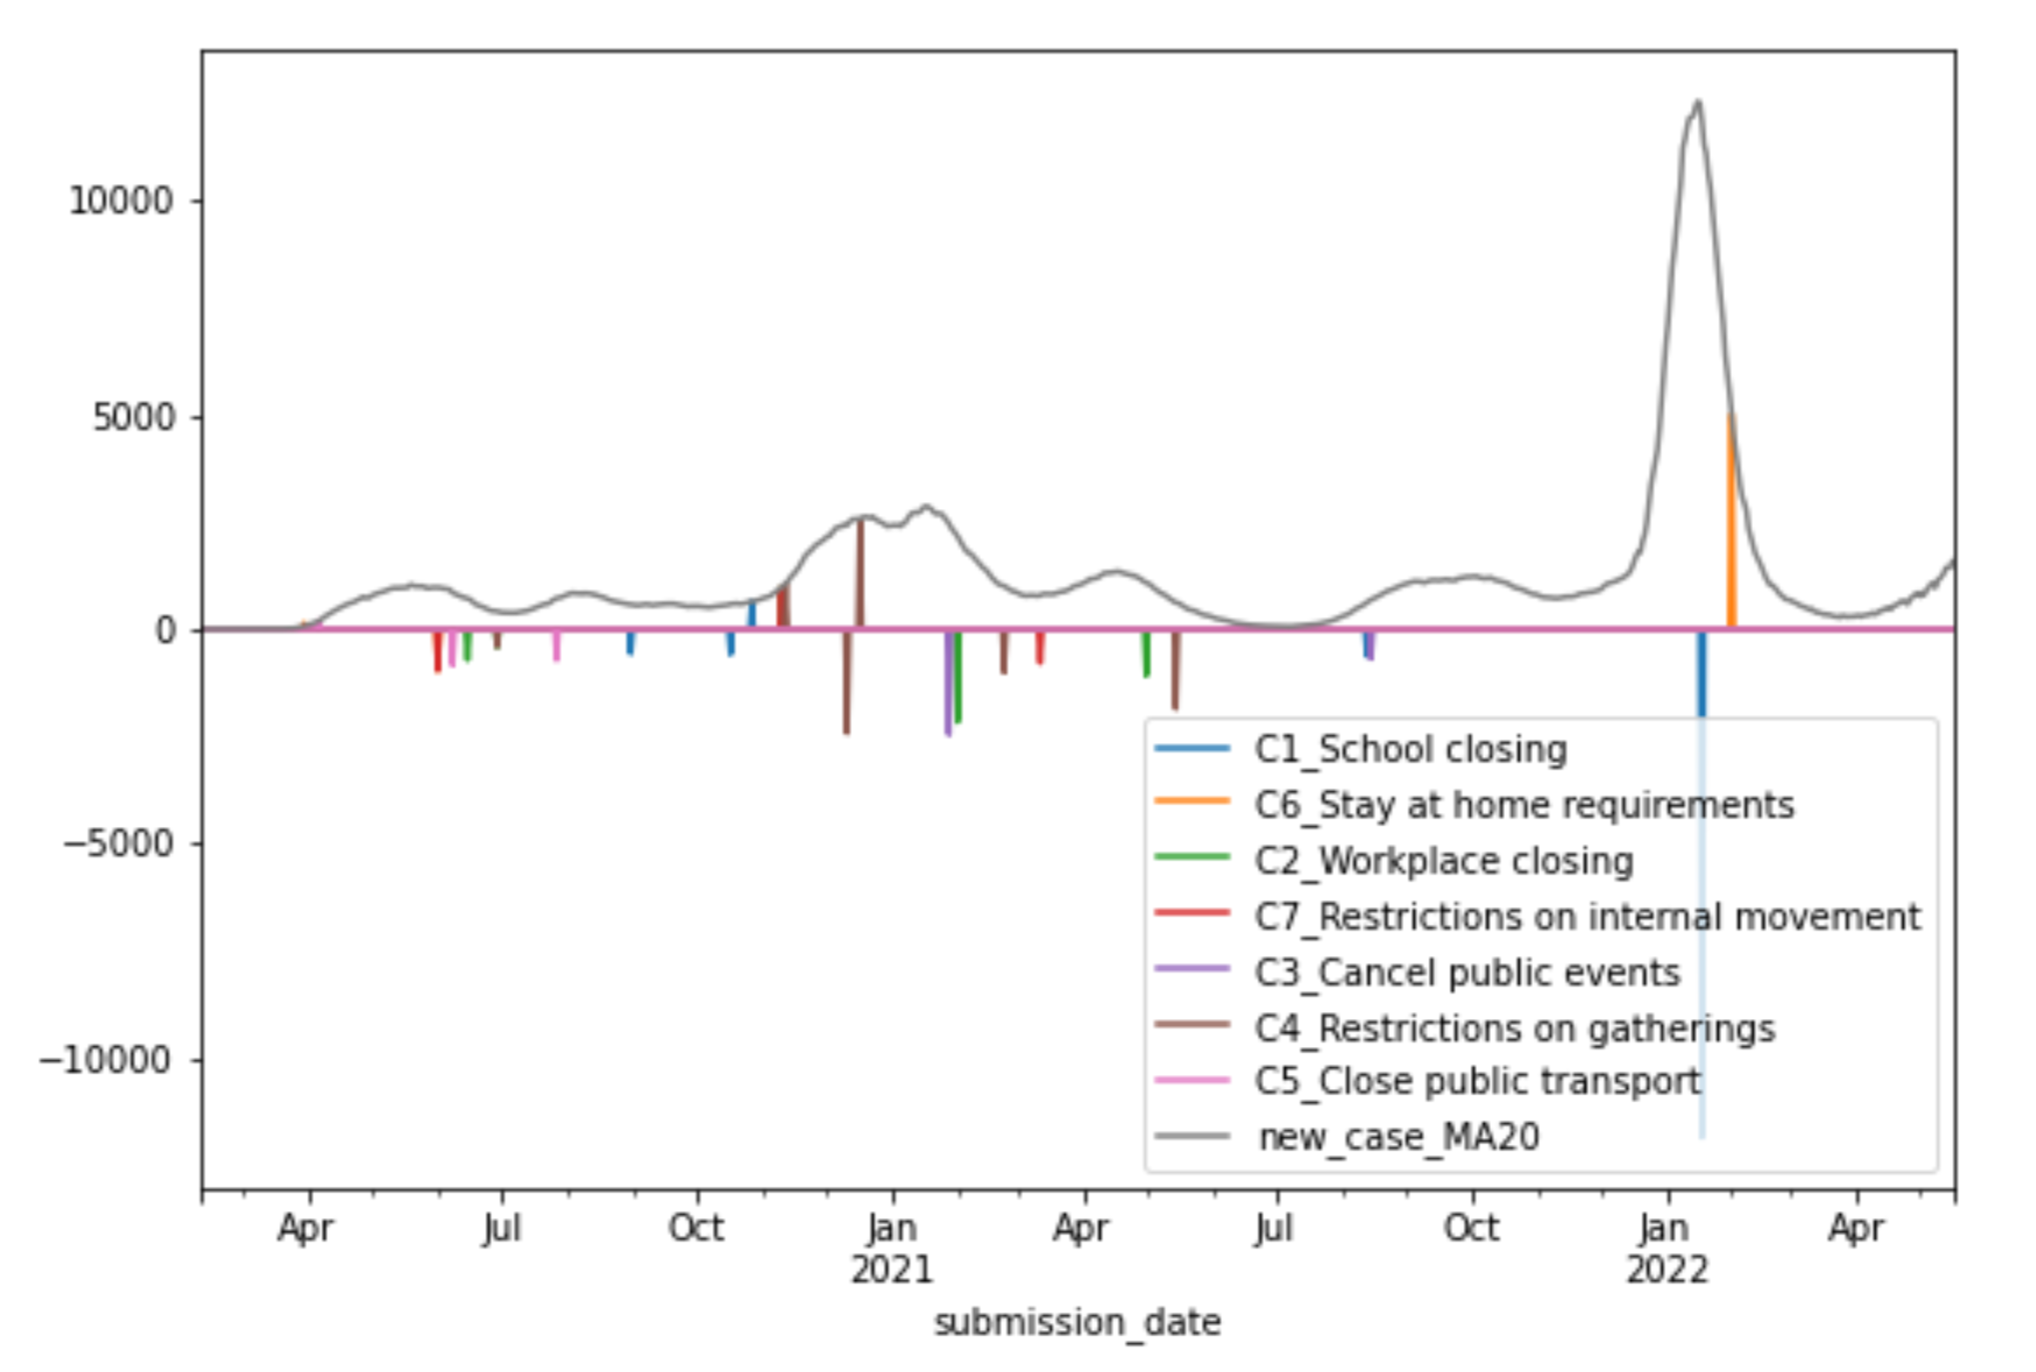 10000
5000
0
−5000
−10000
C1_School closing
C6_Stay at home requirements
C2_Workplace closing
C7_Restrictions on internal movement
C3_Cancel public events
C4_Restrictions on gatherings
C5_Close public transport
new_case_MA20
Apr Jul Oct Jan Apr Jul Oct Jan Apr
2021 2022
submission_date